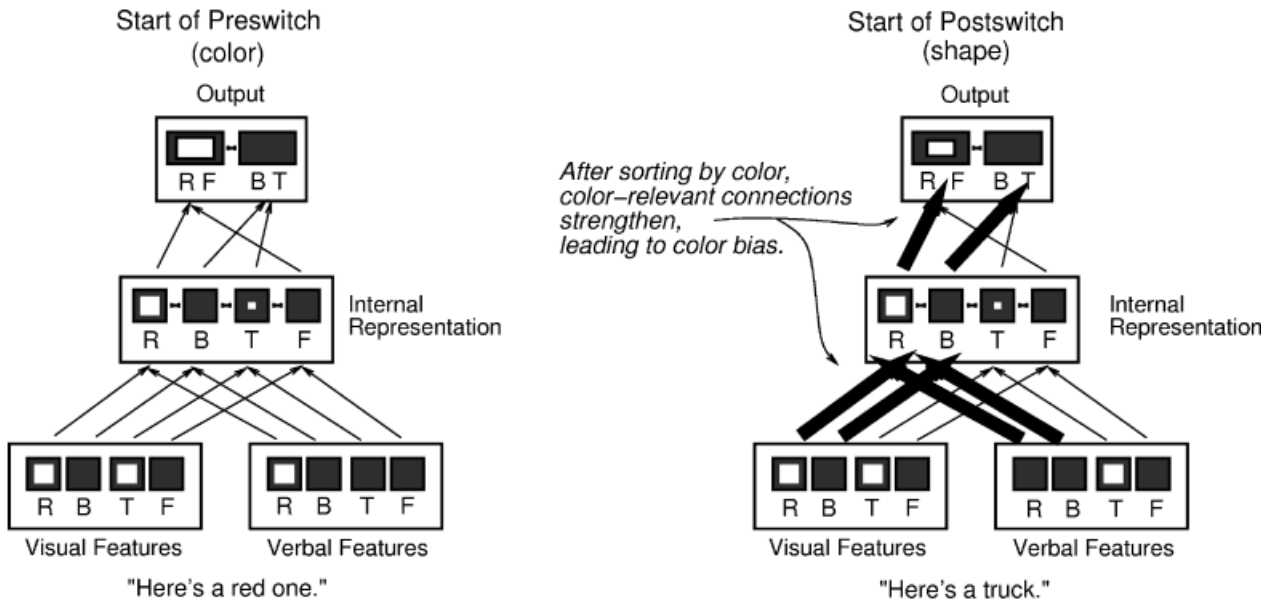 Start of Preswitch
(color)
Output
R F B T
R B T F
Internal
Representation
R B T F
R B T F
Visual Features
Verbal Features
"Here's a red one."
Start of Postswitch
(shape)
Output
After sorting by color,
color-relevant connections
strengthen,
leading to color bias.
R F B T
R B T F
Internal
Representation
R B T F
R B T F
Visual Features
Verbal Features
"Here's a truck."